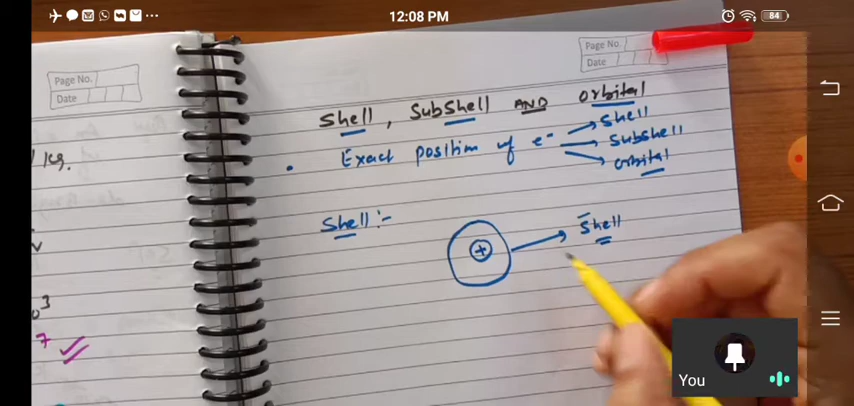 12:08 PM
84
Page No.
Date
Page No.
Date
Shell, SubShell AND orbital
Exact position of e⁻
Shell
Subshell
orbital
Shell :-
+
Shell
7
You